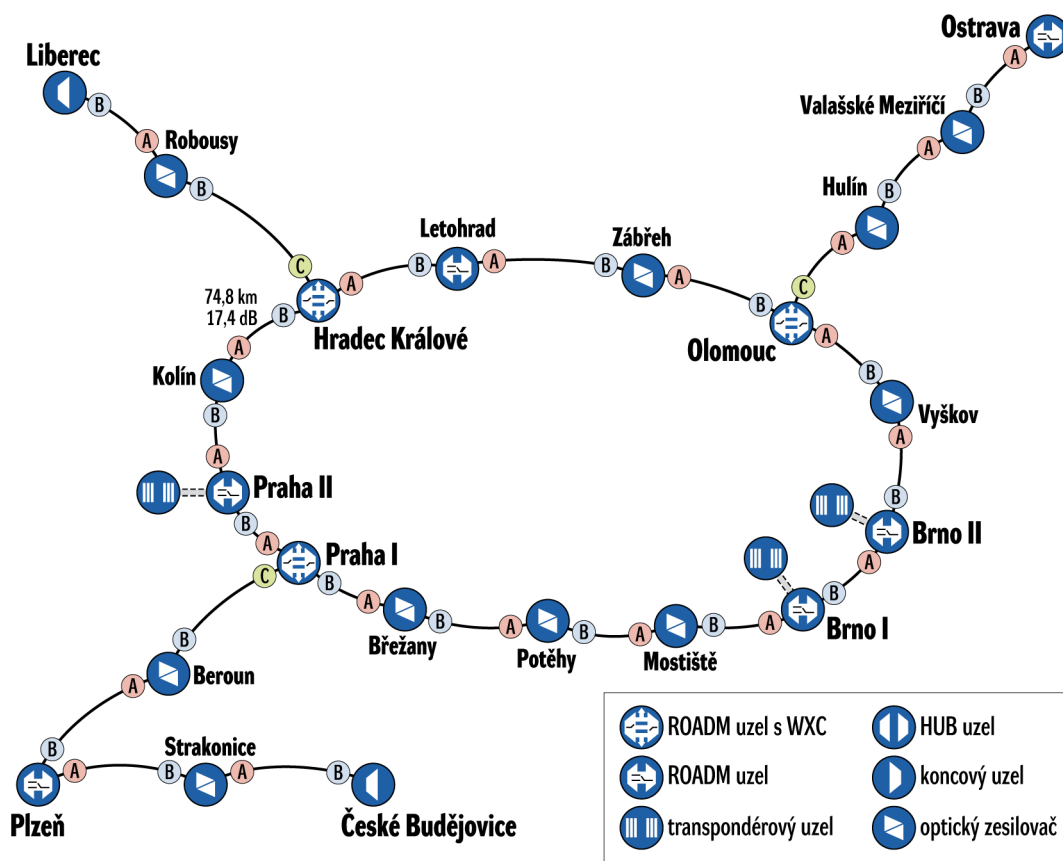 Ostrava
A
Liberec
B
B
Valašské Meziříčí
A
Robousy
A
B
B
Hulín
Letohrad
Zábřeh
A
C
A
B
A
B
A
C
74,8 km
17,4 dB
B
B
Hradec Králové
Olomouc
A
A
Kolín
B
B
Vyškov
A
A
Praha II
B
B
Brno II
A
Praha I
A
C
B
A
B
B
Břežany
A
B
Potěhy
A
B
Mostiště
A
Brno I
B
Beroun
A
B
Strakonice
A
B
A
B
Plzeň
České Budějovice
ROADM uzel s WXC
HUB uzel
ROADM uzel
koncový uzel
transpondérový uzel
optický zesilovač